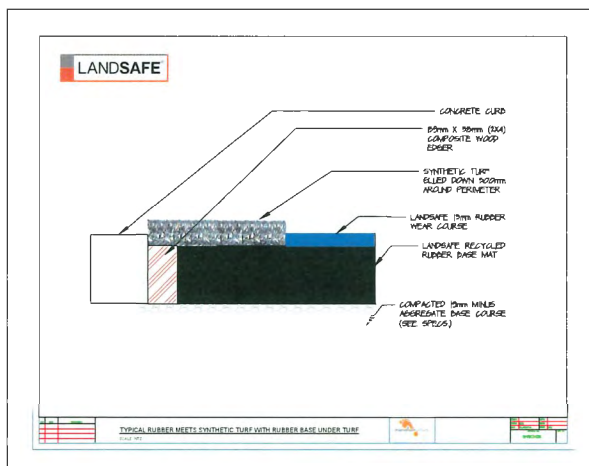 LANDSAFE
CONCRETE CURB
89mm X 38mm (2X4)
COMPOSITE WOOD
EDGER
SYNTHETIC TURF
GLUED DOWN 300mm
AROUND PERIMETER
LANDSAFE 13mm RUBBER
WEAR COURSE
LANDSAFE RECYCLED
RUBBER BASE MAT
COMPACTED 19mm MINUS
AGGREGATE BASE COURSE
(SEE SPECS)
TYPICAL RUBBER MEETS SYNTHETIC TURF WITH RUBBER BASE UNDER TURF
SCALE: NTS